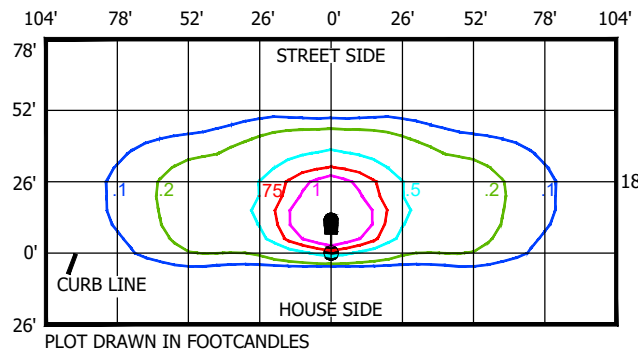 104' 78' 52' 26' 0' 26' 52' 78' 104'
78'
STREET SIDE
52'
26'
.1 .2 .75 1 .5 .2 .1 18
0'
CURB LINE
HOUSE SIDE
26'
PLOT DRAWN IN FOOTCANDLES